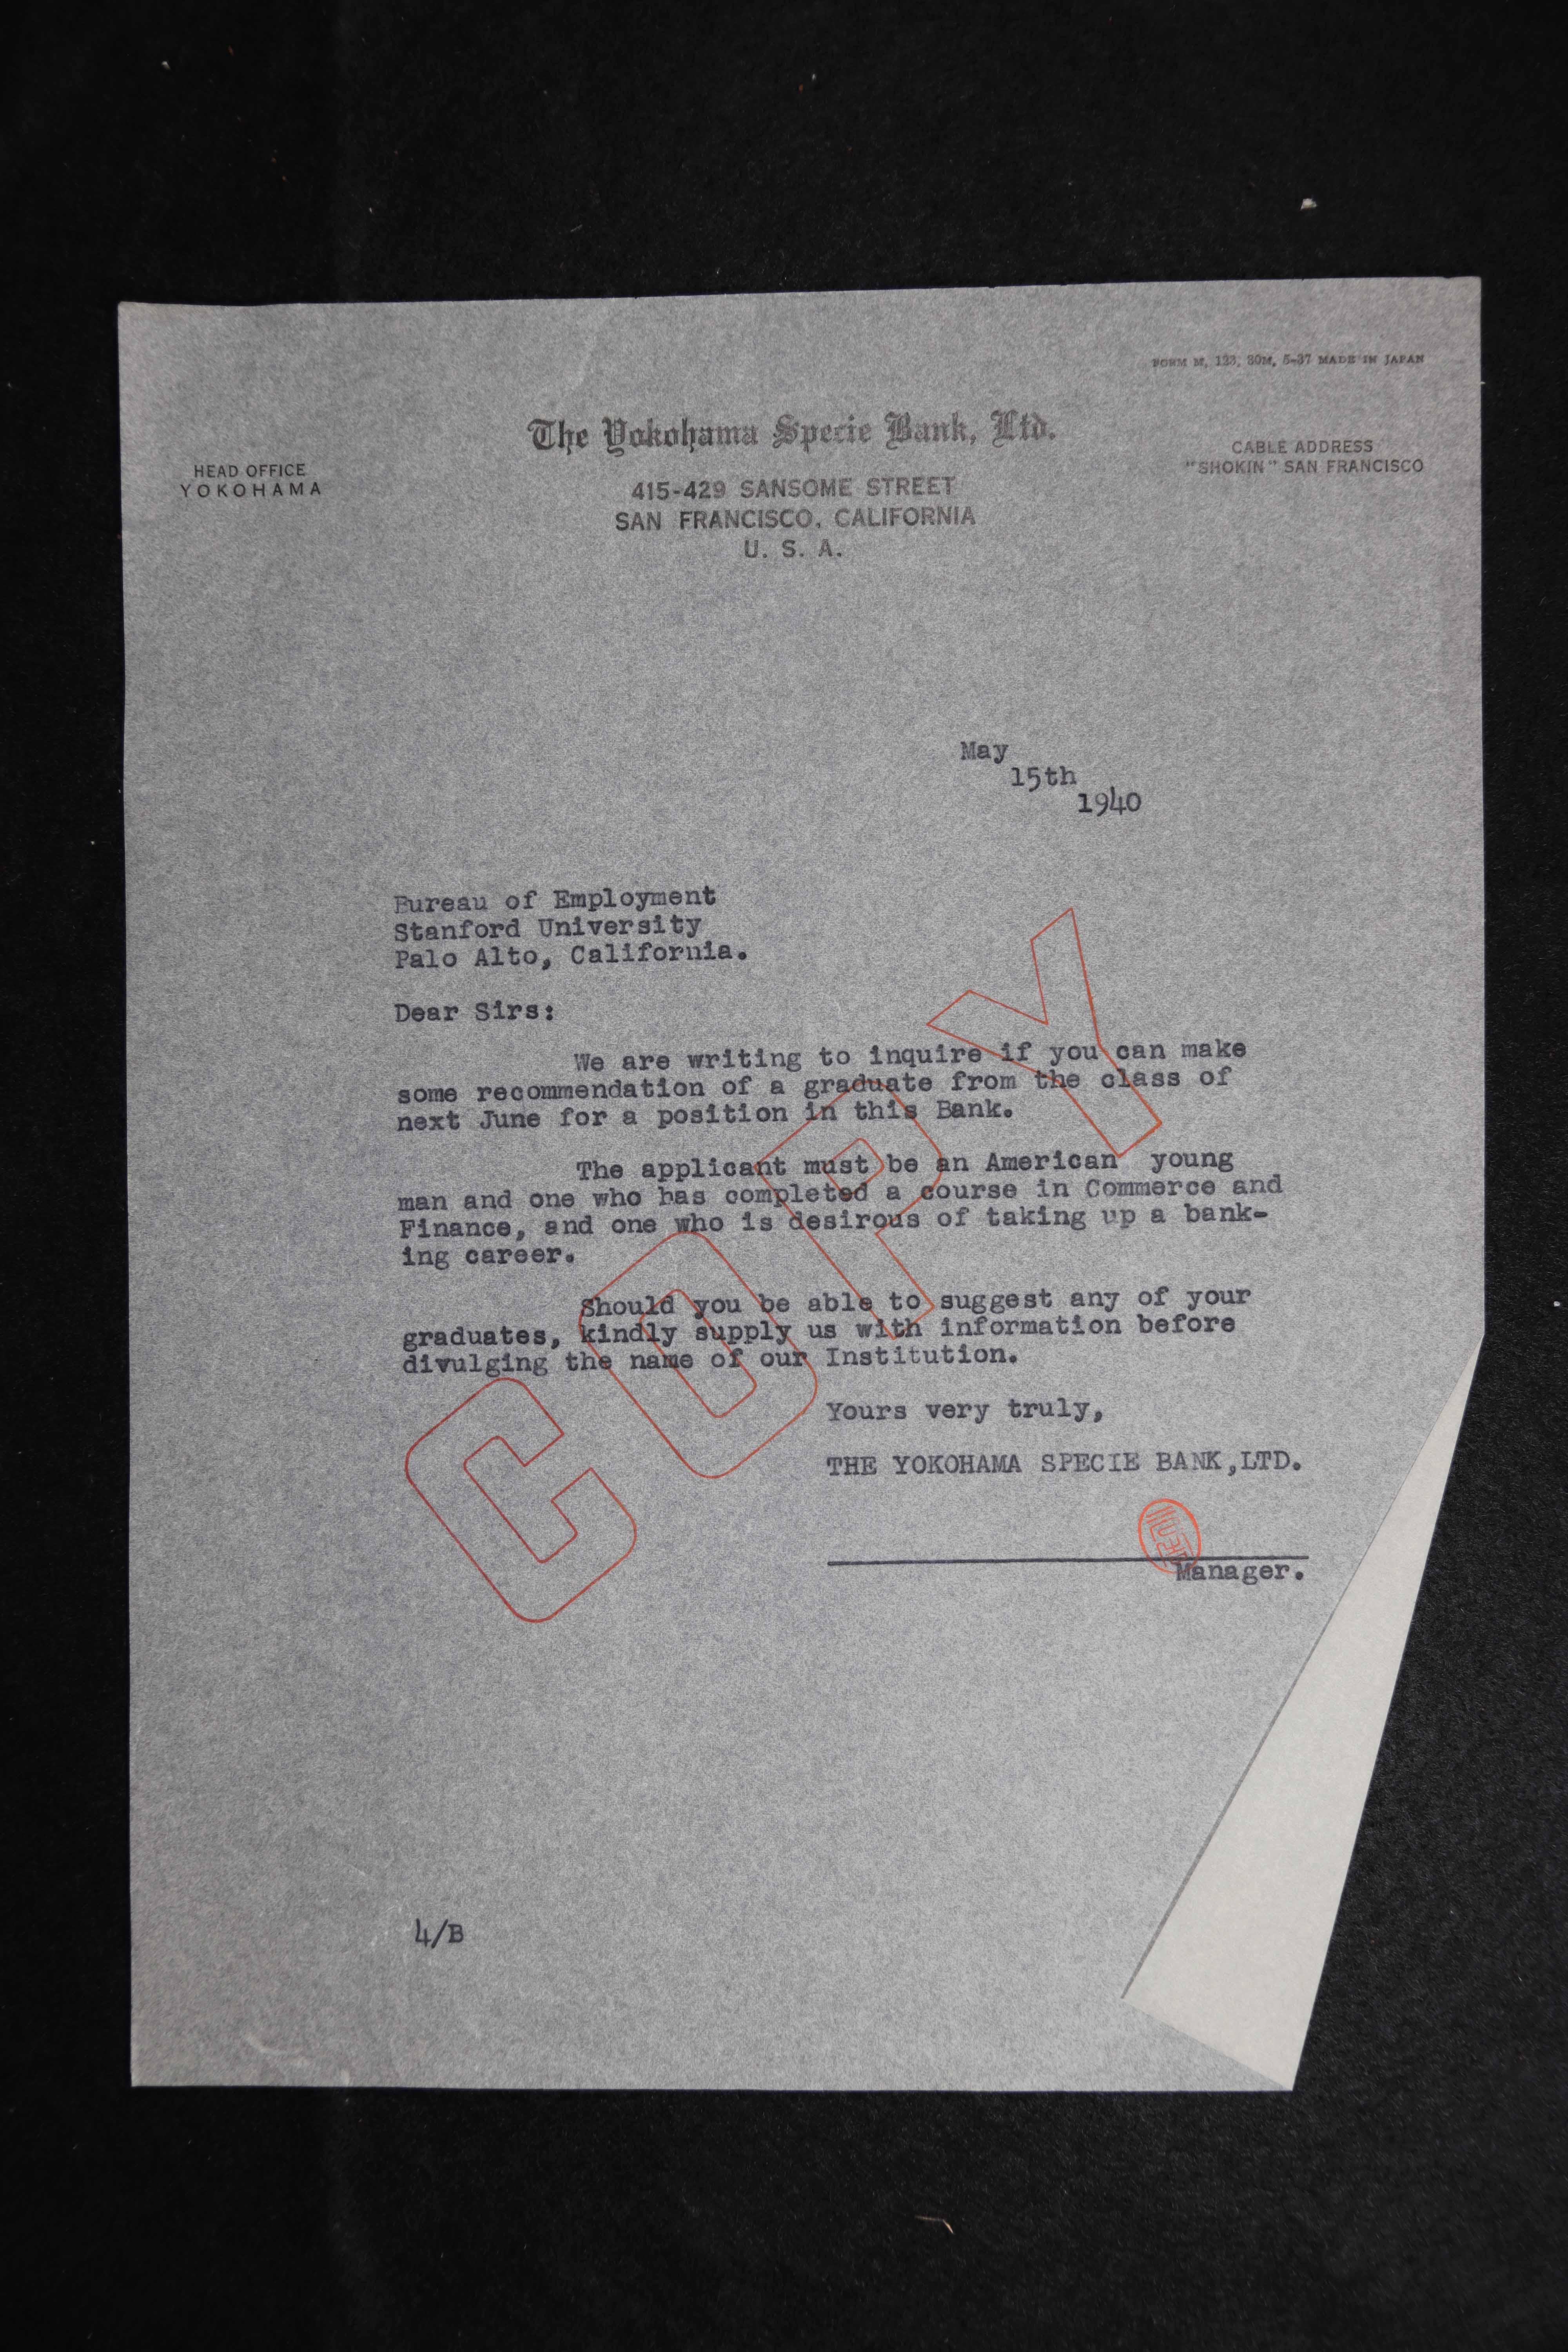 FORM M, 133, 30M, 5-37 MADE IN JAPAN
The Yokohama Specie Bank, Ltd.
HEAD OFFICE
YOKOHAMA
CABLE ADDRESS
"SHOKIN" SAN FRANCISCO
415-429 SANSOME STREET
SAN FRANCISCO, CALIFORNIA
U. S. A.
May
15th
1940
Bureau of Employment
Stanford University
Palo Alto, California.
Dear Sirs:
We are writing to inquire if you can make
some recommendation of a graduate from the class of
next June for a position in this Bank.
The applicant must be an American young
man and one who has completed a course in Commerce and
Finance, and one who is desirous of taking up a bank-
ing career.
Should you be able to suggest any of your
graduates, kindly supply us with information before
divulging the name of our Institution.
COPY
Yours very truly,
THE YOKOHAMA SPECIE BANK,LTD.
Manager.
4/B